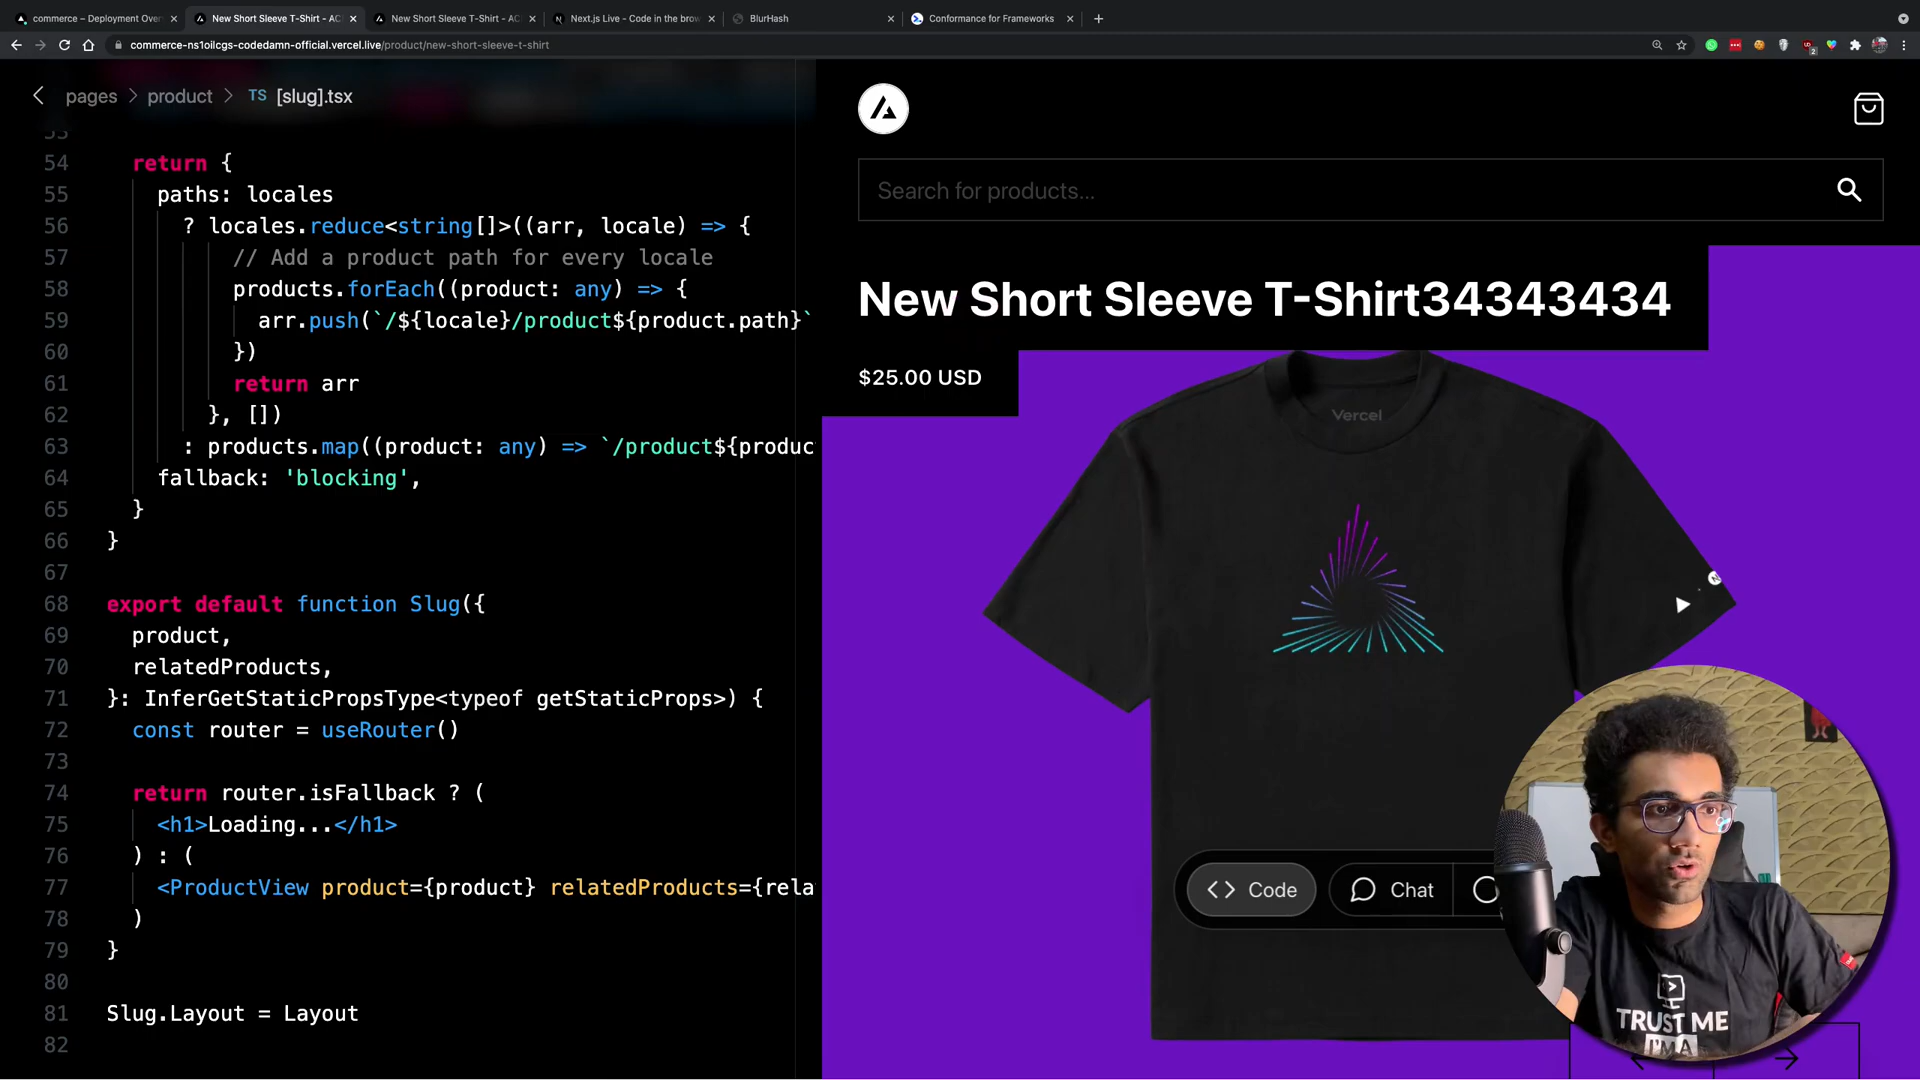 commerce – Deployment Over
New Short Sleeve T-Shirt - AC
New Short Sleeve T-Shirt - AC
Next.js Live - Code in the brow
BlurHash
Conformance for Frameworks
commerce-ns1oilcgs-codedamn-official.vercel.live/product/new-short-sleeve-t-shirt
pages > product > TS [slug].tsx
53
54 return {
55 paths: locales
56 ? locales.reduce<string[]>((arr, locale) => {
57 // Add a product path for every locale
58 products.forEach((product: any) => {
59 arr.push(`/${locale}/product${product.path}`
60 })
61 return arr
62 }, [])
63 : products.map((product: any) => `/product${produc
64 fallback: 'blocking',
65 }
66 }
67
68 export default function Slug({
69 product,
70 relatedProducts,
71 }: InferGetStaticPropsType<typeof getStaticProps>) {
72 const router = useRouter()
73
74 return router.isFallback ? (
75 <h1>Loading...</h1>
76 ) : (
77 <ProductView product={product} relatedProducts={rela
78 )
79 }
80
81 Slug.Layout = Layout
82
Search for products...
New Short Sleeve T-Shirt34343434
$25.00 USD
Vercel
N
<> Code
Chat
TRUST ME
I'M A